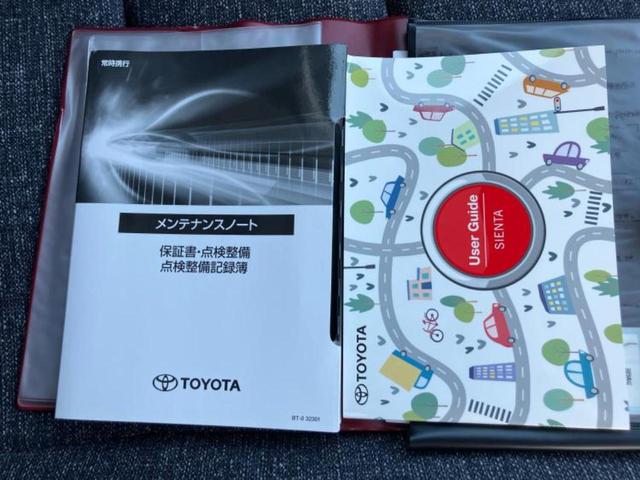 常時携行
メンテナンスノート
保証書・点検整備
点検整備記録簿
TOYOTA
BT-0 32301
User Guide
SIENTA
TOYOTA